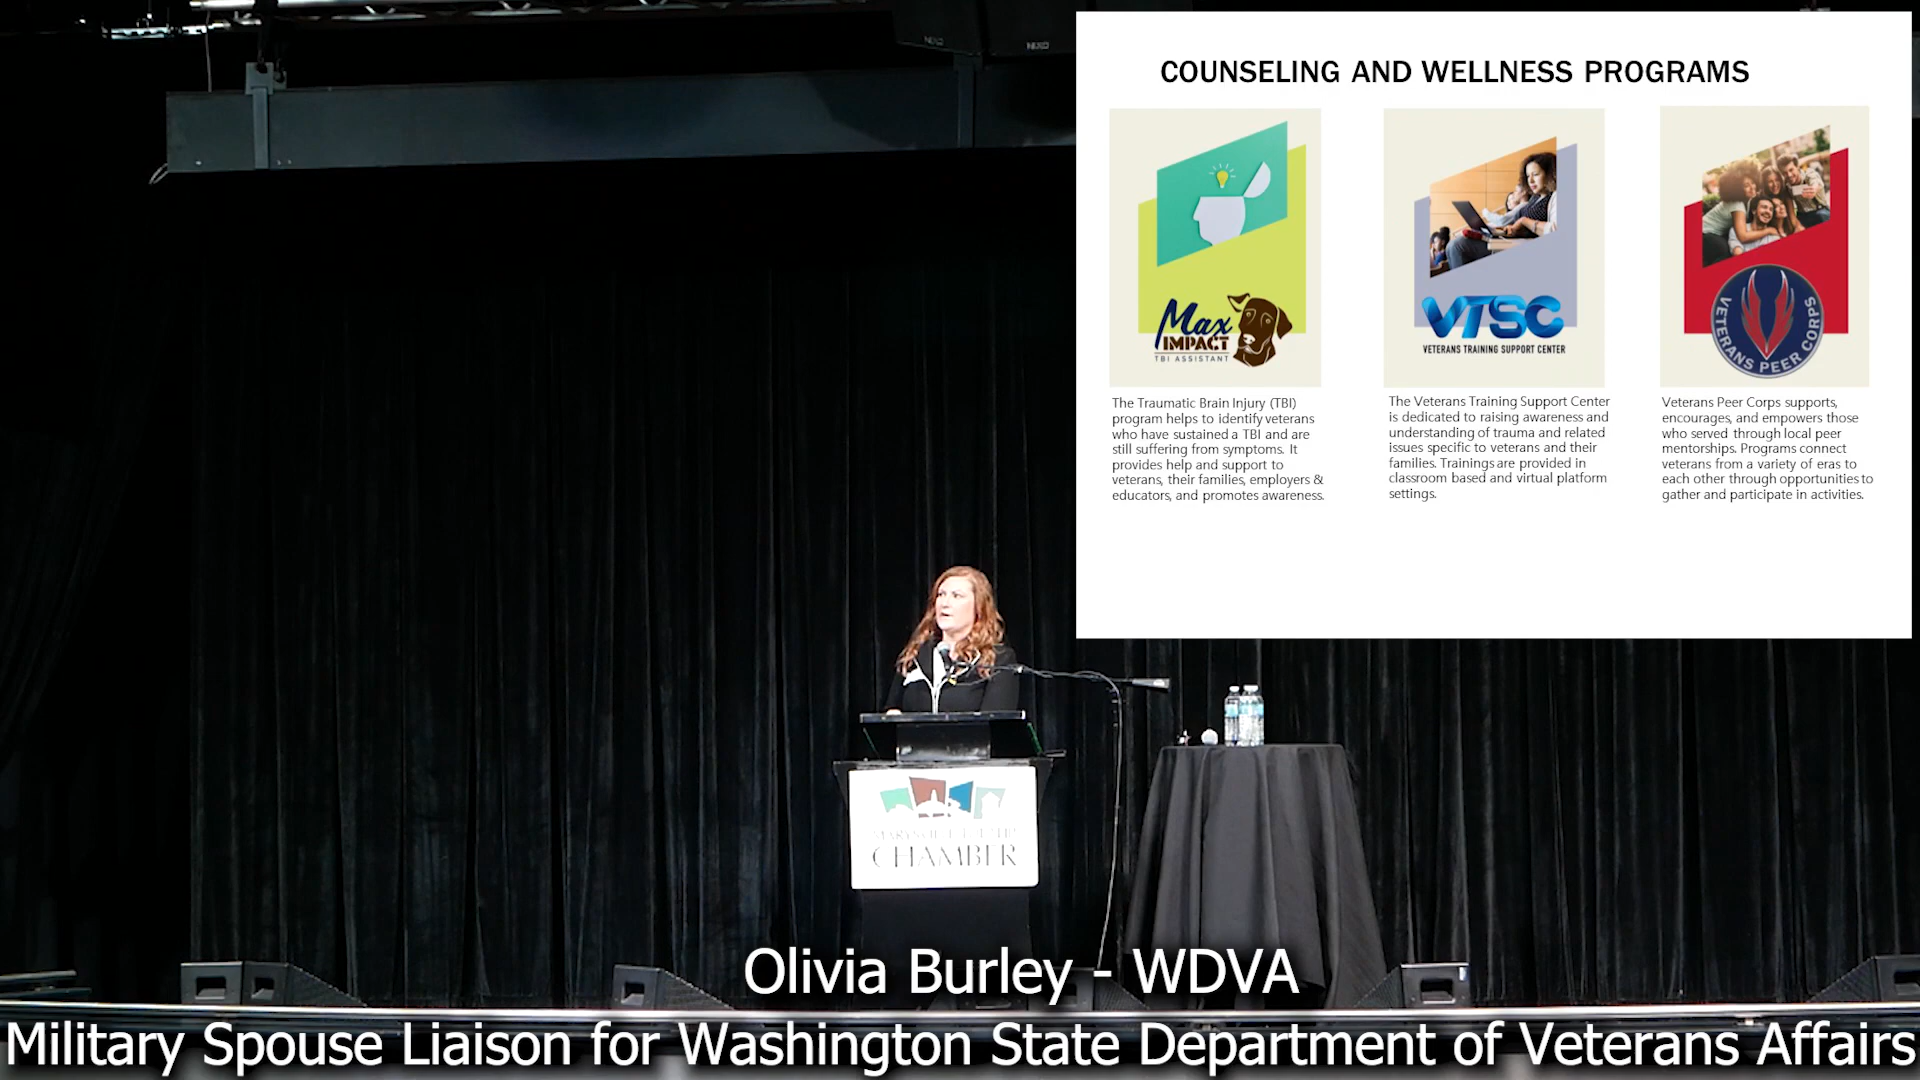 COUNSELING AND WELLNESS PROGRAMS
Max
IMPACT
TBI ASSISTANT
The Traumatic Brain Injury (TBI)
program helps to identify veterans
who have sustained a TBI and are
still suffering from symptoms. It
provides help and support to
veterans, their families, employers &
educators, and promotes awareness.
VTSC
VETERANS TRAINING SUPPORT CENTER
The Veterans Training Support Center
is dedicated to raising awareness and
understanding of trauma and related
issues specific to veterans and their
families. Trainings are provided in
classroom based and virtual platform
settings.
VETERANS PEER CORPS
Veterans Peer Corps supports,
encourages, and empowers those
who served through local peer
mentorships. Programs connect
veterans from a variety of eras to
each other through opportunities to
gather and participate in activities.
CHAMBER
Olivia Burley - WDVA
Military Spouse Liaison for Washington State Department of Veterans Affairs